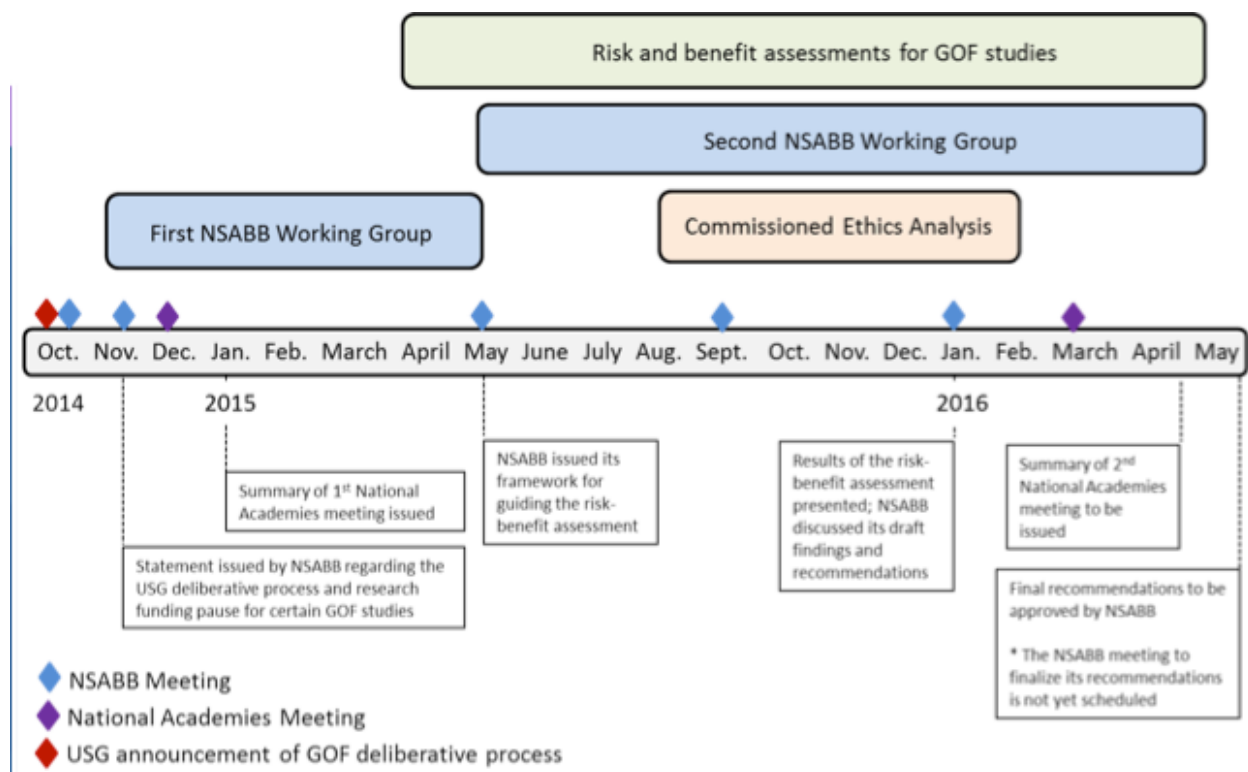 Risk and benefit assessments for GOF studies
Second NSABB Working Group
First NSABB Working Group
Commissioned Ethics Analysis
Oct. Nov. Dec. Jan. Feb. March April May June July Aug. Sept. Oct. Nov. Dec. Jan. Feb. March April May
2014 2015 2016
Summary of 1st National
Academies meeting issued
Statement issued by NSABB regarding the
USG deliberative process and research
funding pause for certain GOF studies
NSABB issued its
framework for
guiding the risk-
benefit assessment
Results of the risk-
benefit assessment
presented; NSABB
discussed its draft
findings and
recommendations
Summary of 2nd
National Academies
meeting to be
issued
Final recommendations to be
approved by NSABB
* The NSABB meeting to
finalize its recommendations
is not yet scheduled
NSABB Meeting
National Academies Meeting
USG announcement of GOF deliberative process